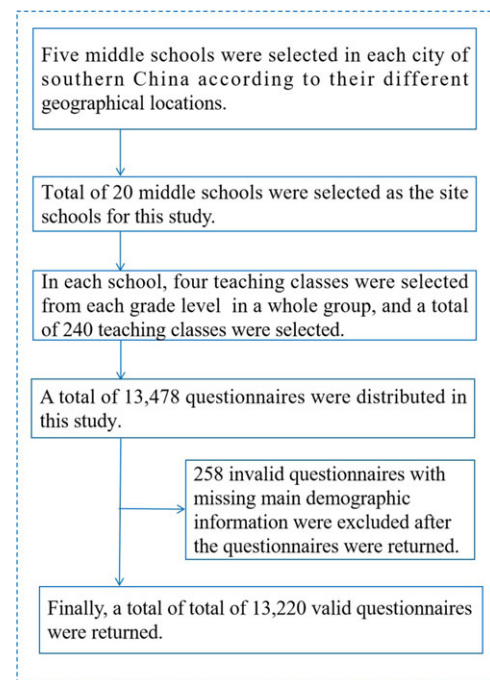 Five middle schools were selected in each city of
southern China according to their different
geographical locations.
Total of 20 middle schools were selected as the site
schools for this study.
In each school, four teaching classes were selected
from each grade level in a whole group, and a total
of 240 teaching classes were selected.
A total of 13,478 questionnaires were distributed in
this study.
258 invalid questionnaires with
missing main demographic
information were excluded after
the questionnaires were returned.
Finally, a total of total of 13,220 valid questionnaires
were returned.